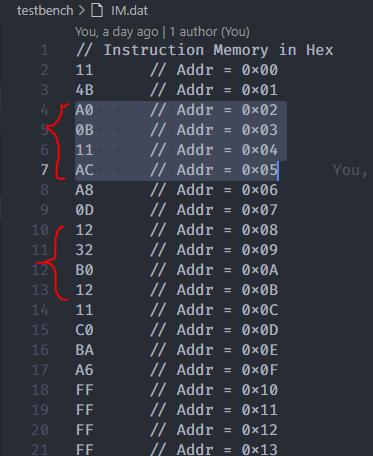 testbench > IM.dat
You, a day ago | 1 author (You)
1 // Instruction Memory in Hex
2 11 // Addr = 0x00
3 4B // Addr = 0x01
4 A0 // Addr = 0x02
5 0B // Addr = 0x03
6 11 // Addr = 0x04
7 AC // Addr = 0x05 You,
8 A8 // Addr = 0x06
9 0D // Addr = 0x07
10 12 // Addr = 0x08
11 32 // Addr = 0x09
12 B0 // Addr = 0x0A
13 12 // Addr = 0x0B
14 11 // Addr = 0x0C
15 C0 // Addr = 0x0D
16 BA // Addr = 0x0E
17 A6 // Addr = 0x0F
18 FF // Addr = 0x10
19 FF // Addr = 0x11
20 FF // Addr = 0x12
21 FF // Addr = 0x13